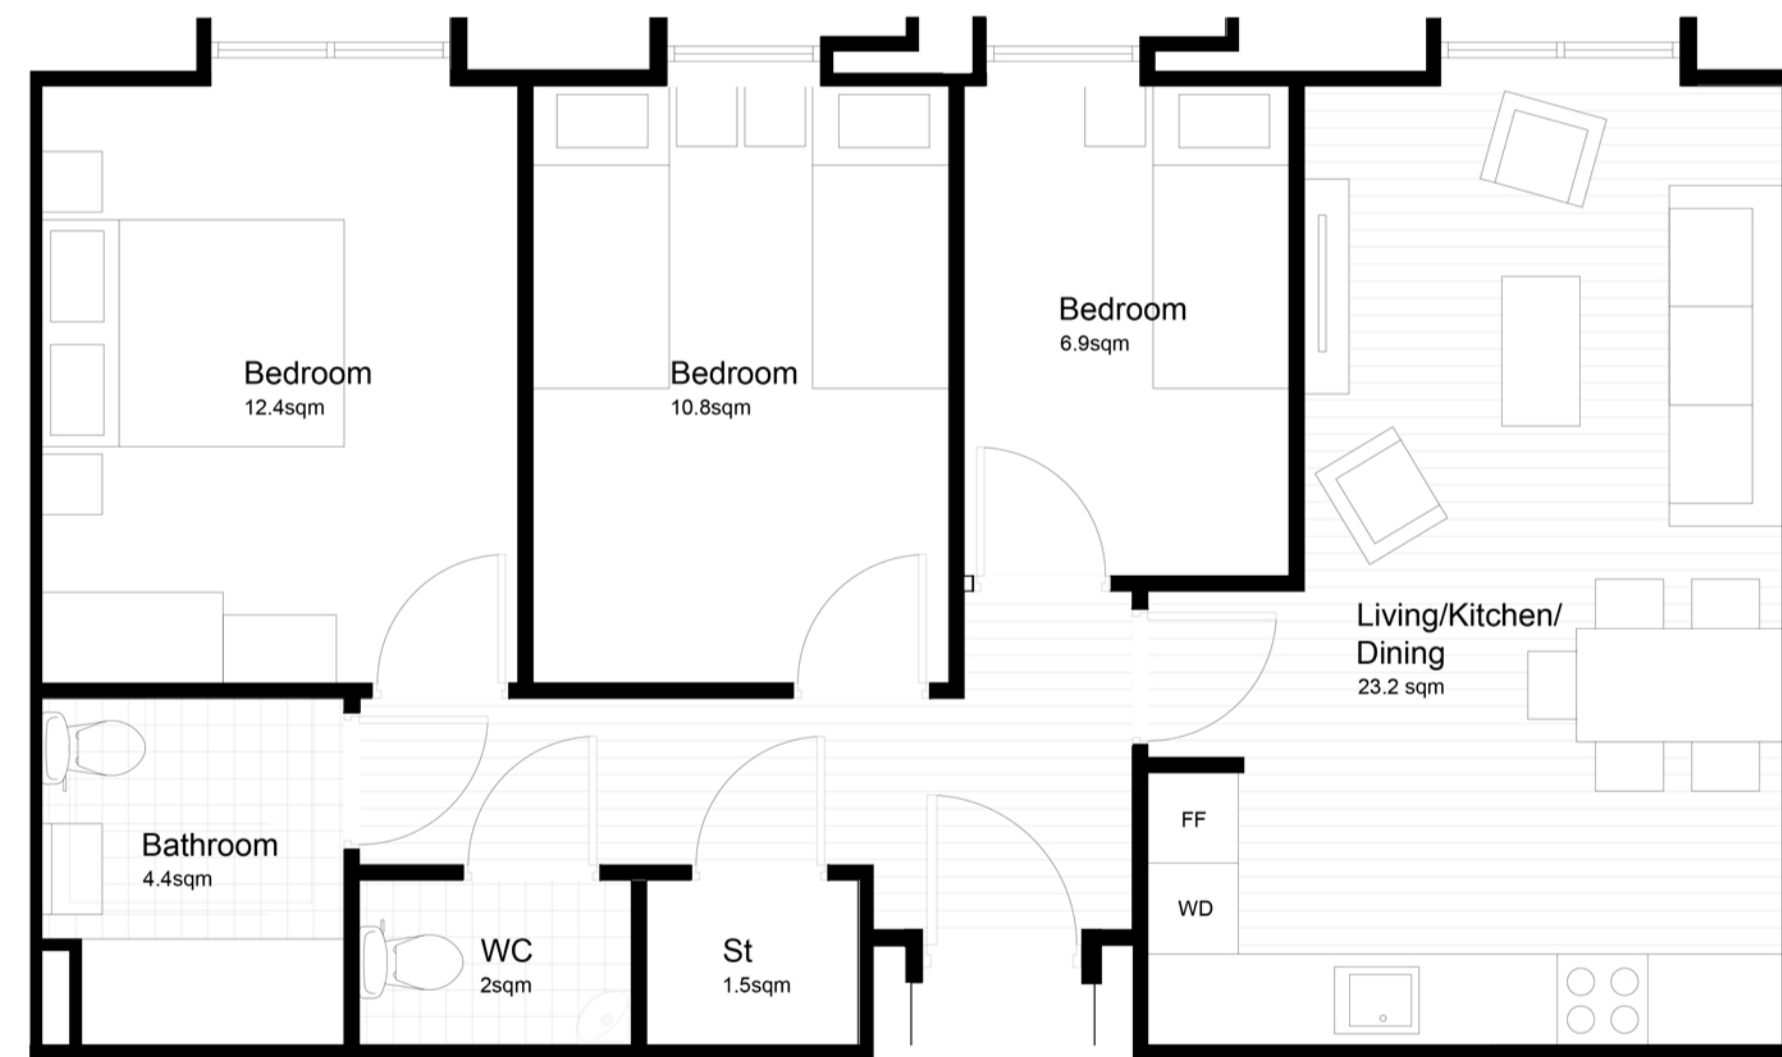 Bedroom
12.4sqm
Bedroom
10.8sqm
Bedroom
6.9sqm
Living/Kitchen/
Dining
23.2 sqm
Bathroom
4.4sqm
WC
2sqm
St
1.5sqm
FF
WD